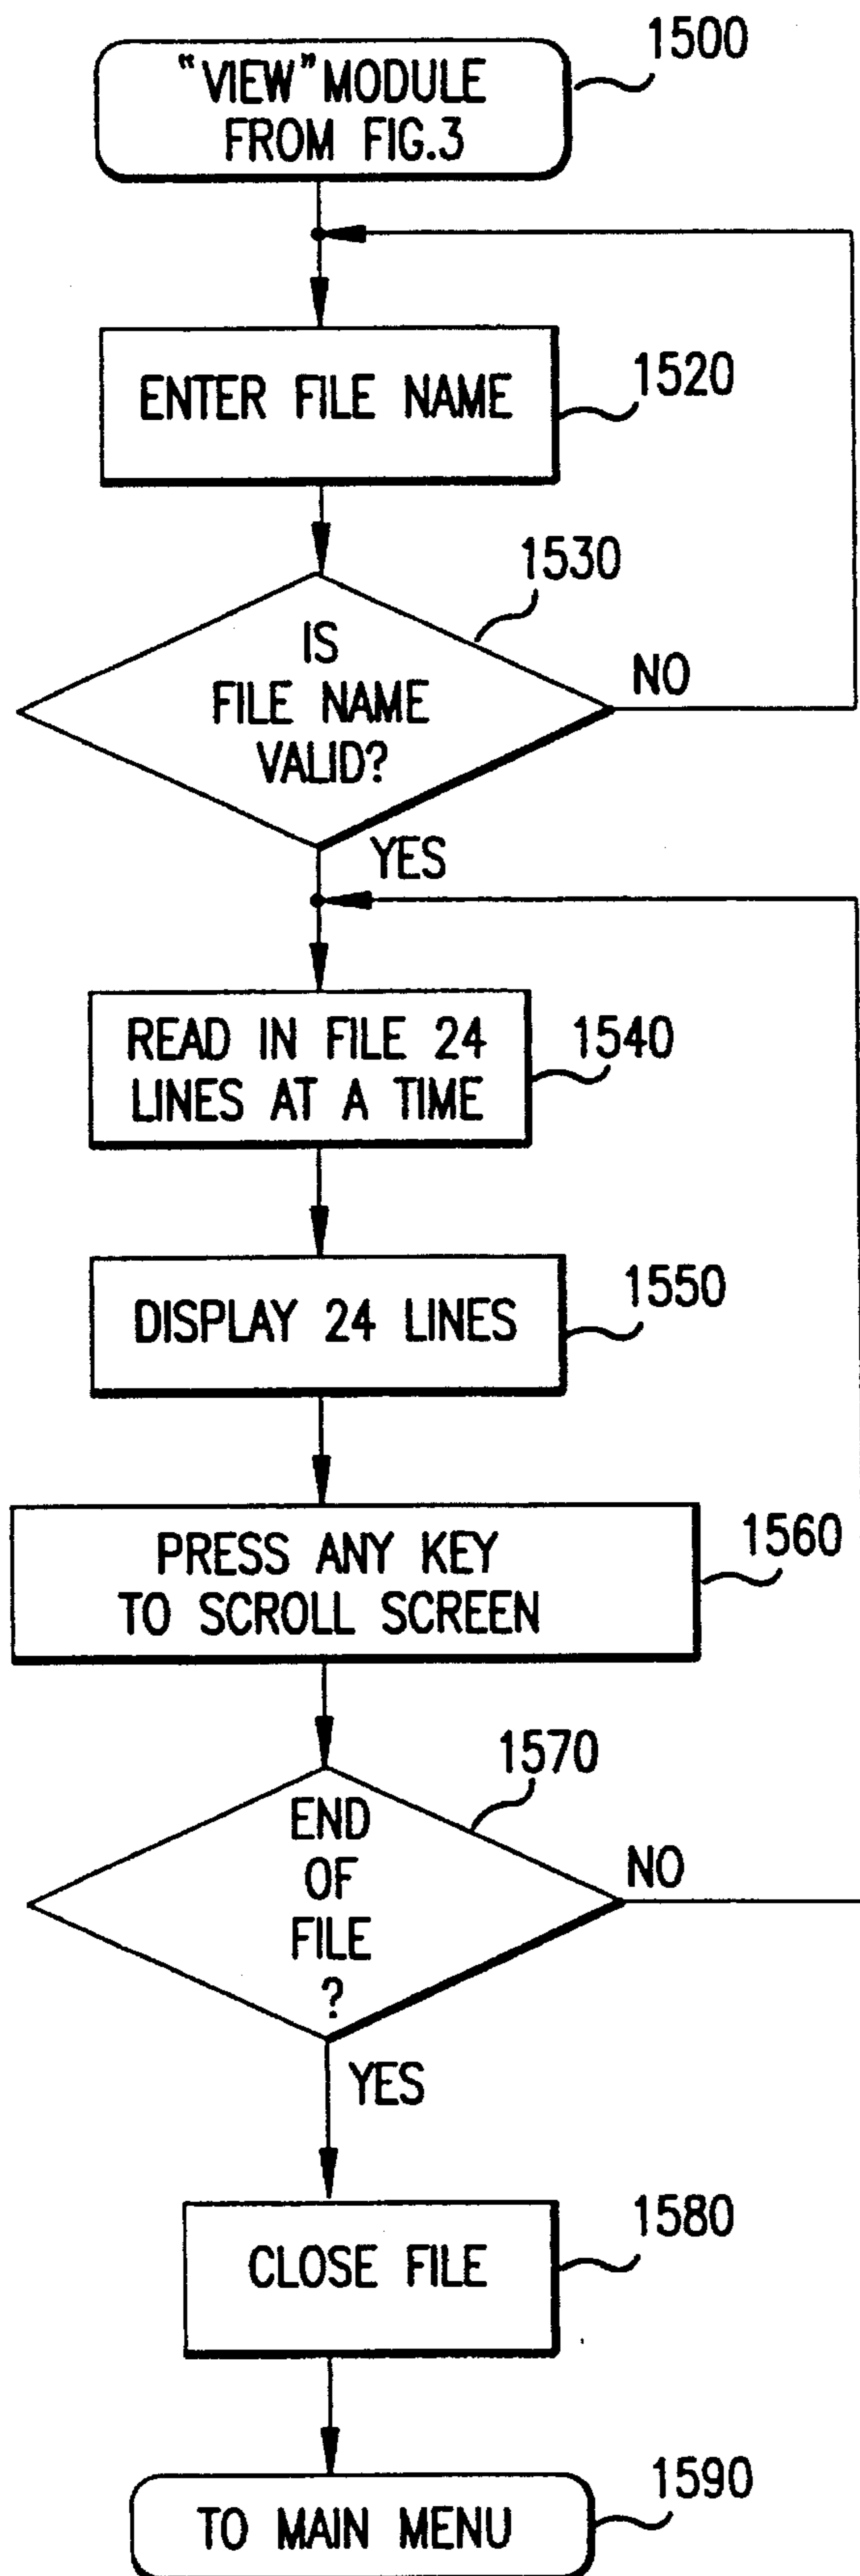 1500
"VIEW" MODULE
FROM FIG.3
ENTER FILE NAME
1520
1530
IS
FILE NAME
VALID?
NO
YES
READ IN FILE 24
LINES AT A TIME
1540
DISPLAY 24 LINES
1550
PRESS ANY KEY
TO SCROLL SCREEN
1560
1570
END
OF
FILE
?
NO
YES
CLOSE FILE
1580
TO MAIN MENU
1590